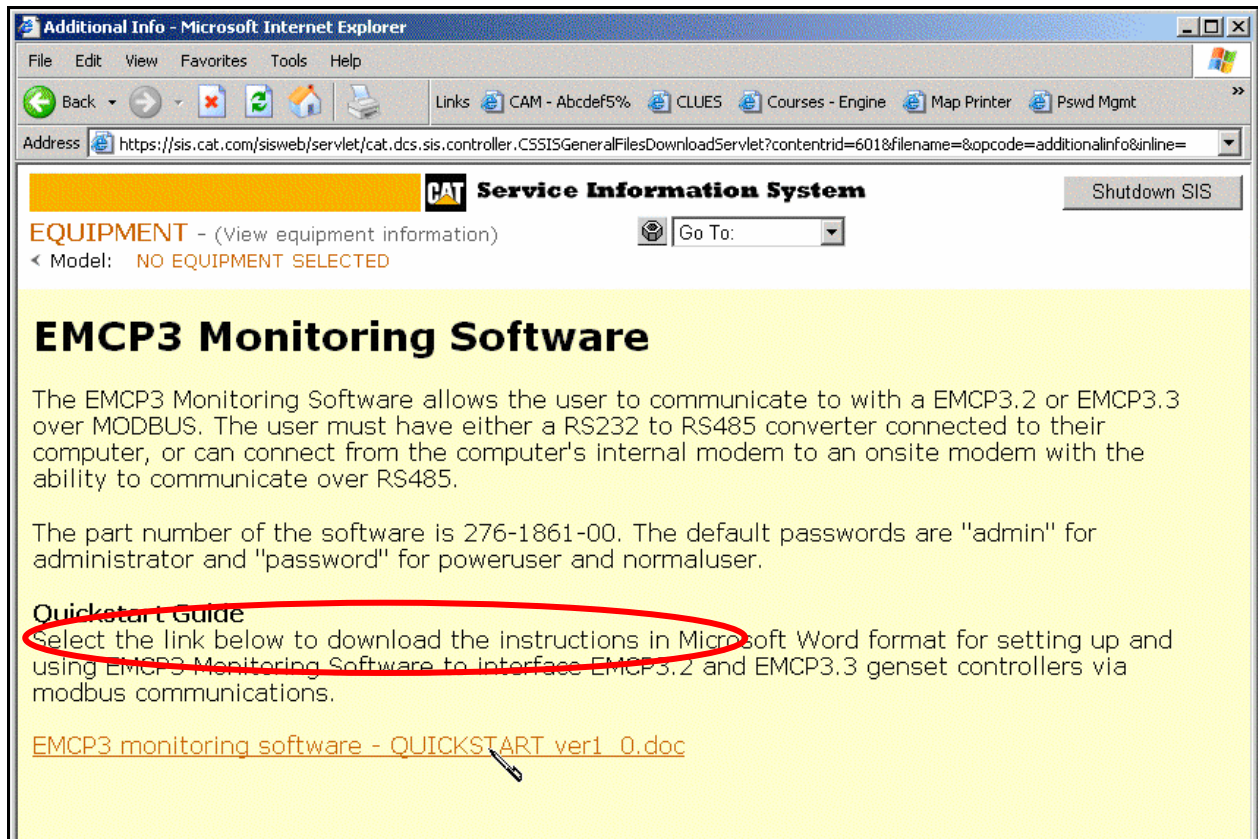 Additional Info - Microsoft Internet Explorer
File Edit View Favorites Tools Help
Back Links CAM - Abcdef5% CLUES Courses - Engine Map Printer Pswd Mgmt »
Address https://sis.cat.com/sisweb/servlet/cat.dcs.sis.controller.CSSISGeneralFilesDownloadServlet?contentrid=601&filename=&opcode=additionalinfo&inline=
CAT Service Information System Shutdown SIS
EQUIPMENT - (View equipment information) Go To:
< Model: NO EQUIPMENT SELECTED
EMCP3 Monitoring Software
The EMCP3 Monitoring Software allows the user to communicate to with a EMCP3.2 or EMCP3.3
over MODBUS. The user must have either a RS232 to RS485 converter connected to their
computer, or can connect from the computer's internal modem to an onsite modem with the
ability to communicate over RS485.
The part number of the software is 276-1861-00. The default passwords are "admin" for
administrator and "password" for poweruser and normaluser.
Quickstart Guide
Select the link below to download the instructions in Microsoft Word format for setting up and
using EMCP3 Monitoring Software to interface EMCP3.2 and EMCP3.3 genset controllers via
modbus communications.
EMCP3 monitoring software - QUICKSTART ver1_0.doc